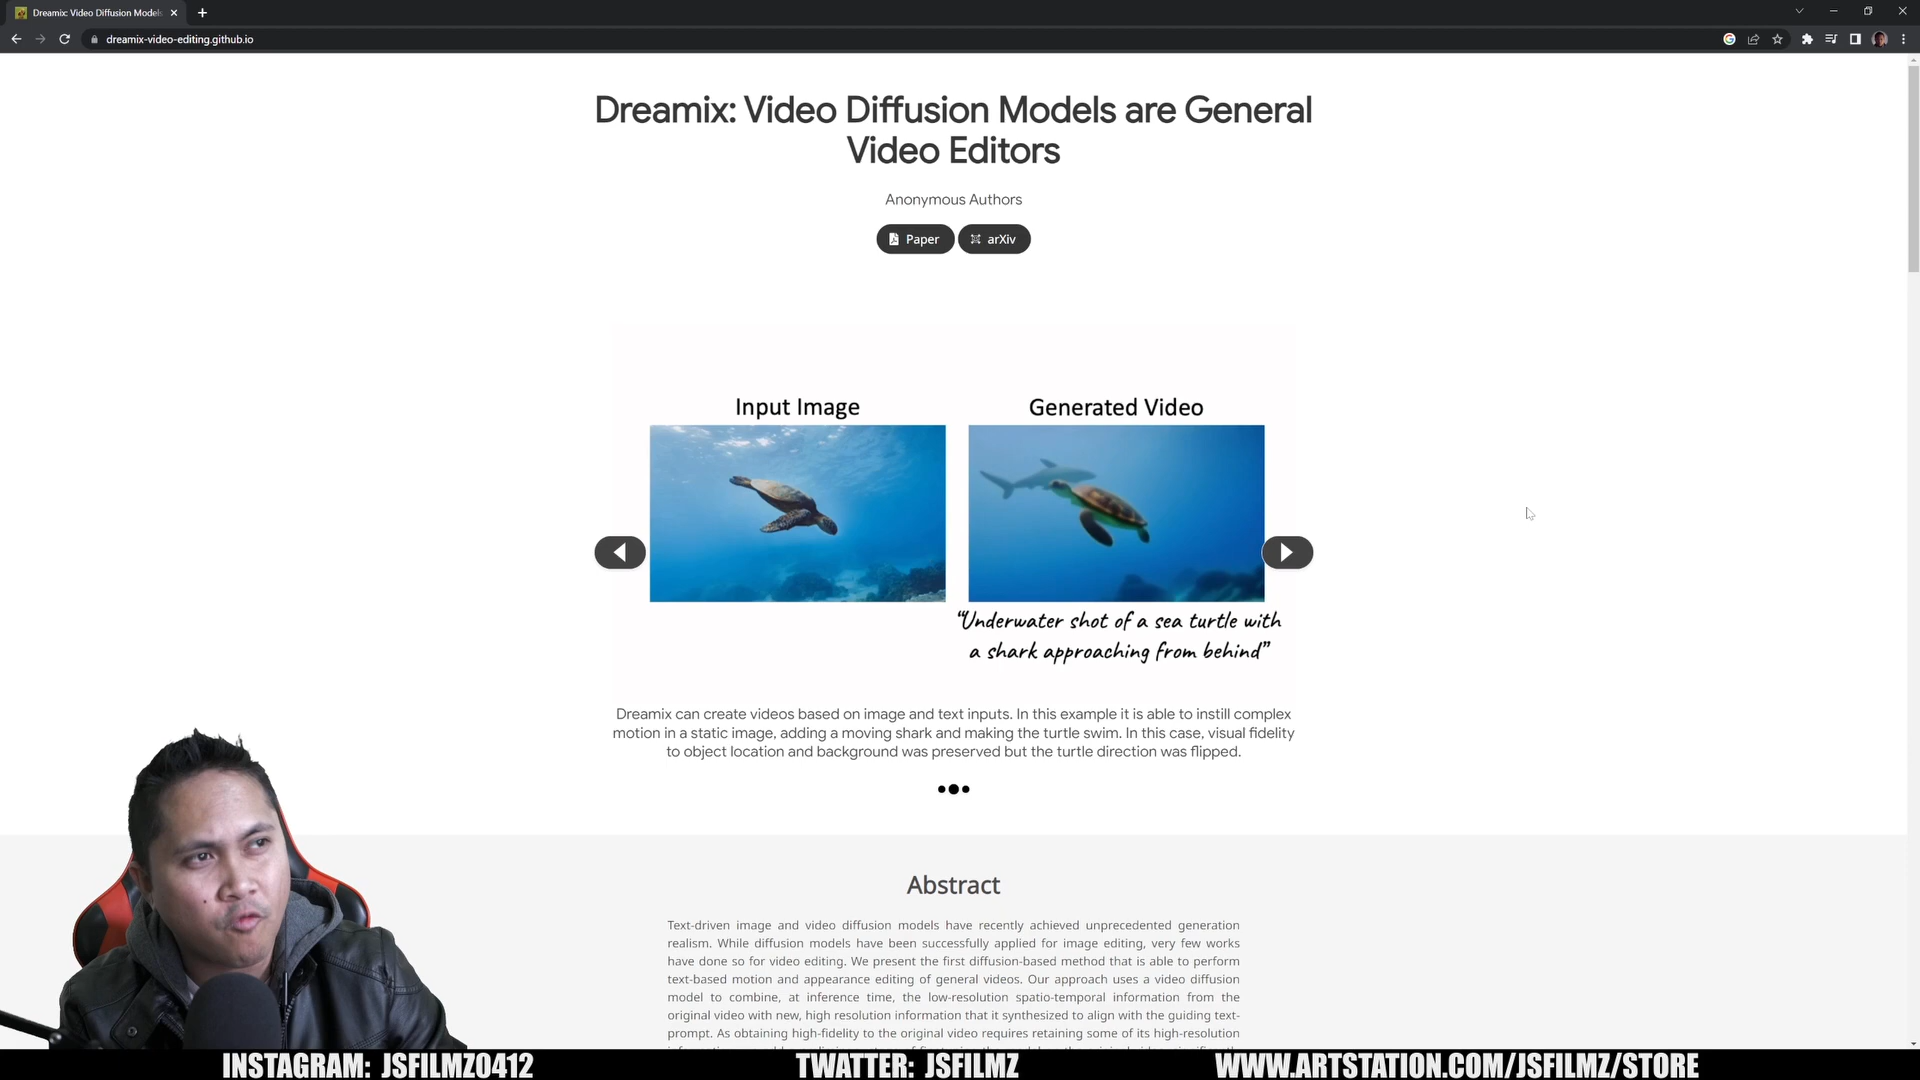 Dreamix: Video Diffusion Models
dreamix-video-editing.github.io
Dreamix: Video Diffusion Models are General
Video Editors
Anonymous Authors
Paper
arXiv
Input Image
Generated Video
“Underwater shot of a sea turtle with
a shark approaching from behind”
Dreamix can create videos based on image and text inputs. In this example it is able to instill complex
motion in a static image, adding a moving shark and making the turtle swim. In this case, visual fidelity
to object location and background was preserved but the turtle direction was flipped.
Abstract
Text-driven image and video diffusion models have recently achieved unprecedented generation
realism. While diffusion models have been successfully applied for image editing, very few works
have done so for video editing. We present the first diffusion-based method that is able to perform
text-based motion and appearance editing of general videos. Our approach uses a video diffusion
model to combine, at inference time, the low-resolution spatio-temporal information from the
original video with new, high resolution information that it synthesized to align with the guiding text-
prompt. As obtaining high-fidelity to the original video requires retaining some of its high-resolution
INSTAGRAM: JSFILMZ0412
TWATTER: JSFILMZ
WWW.ARTSTATION.COM/JSFILMZ/STORE